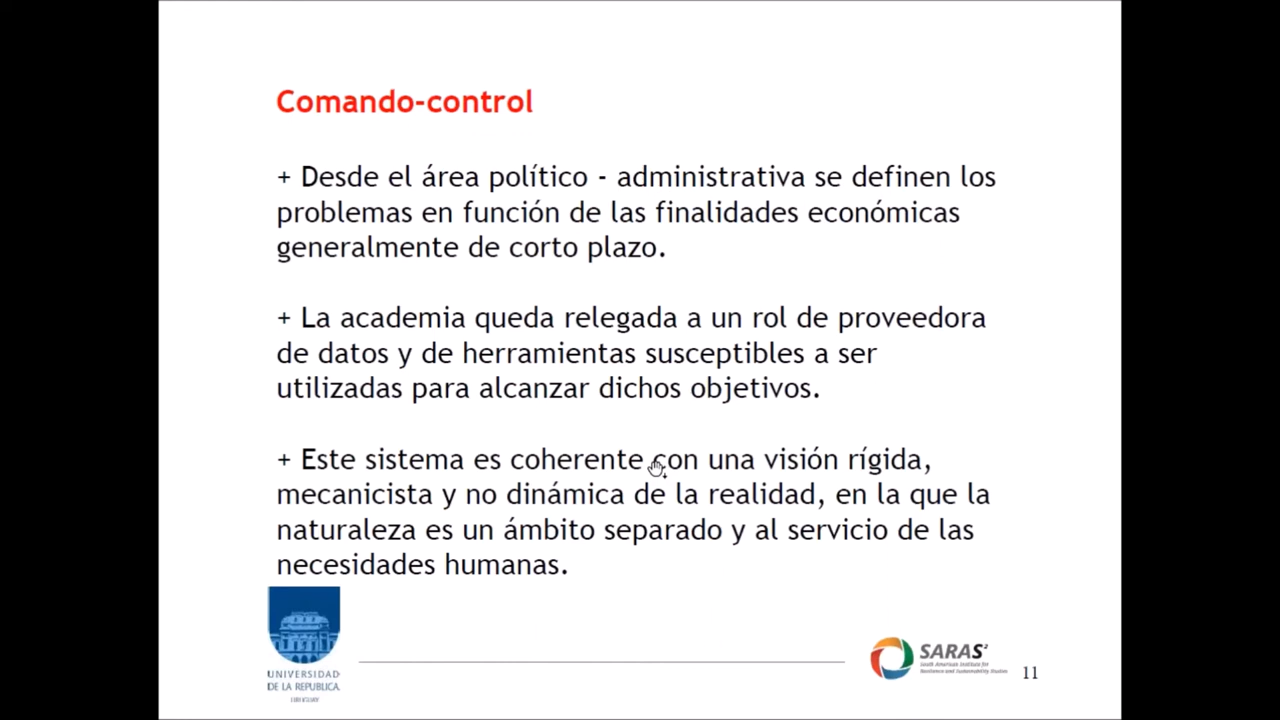 Comando-control
+ Desde el área político - administrativa se definen los
problemas en función de las finalidades económicas
generalmente de corto plazo.
+ La academia queda relegada a un rol de proveedora
de datos y de herramientas susceptibles a ser
utilizadas para alcanzar dichos objetivos.
+ Este sistema es coherente con una visión rígida,
mecanicista y no dinámica de la realidad, en la que la
naturaleza es un ámbito separado y al servicio de las
necesidades humanas.
UNIVERSIDAD
DE LA REPUBLICA
URUGUAY
SARAS²
South American Institute for
Resilience and Sustainability Studies
11